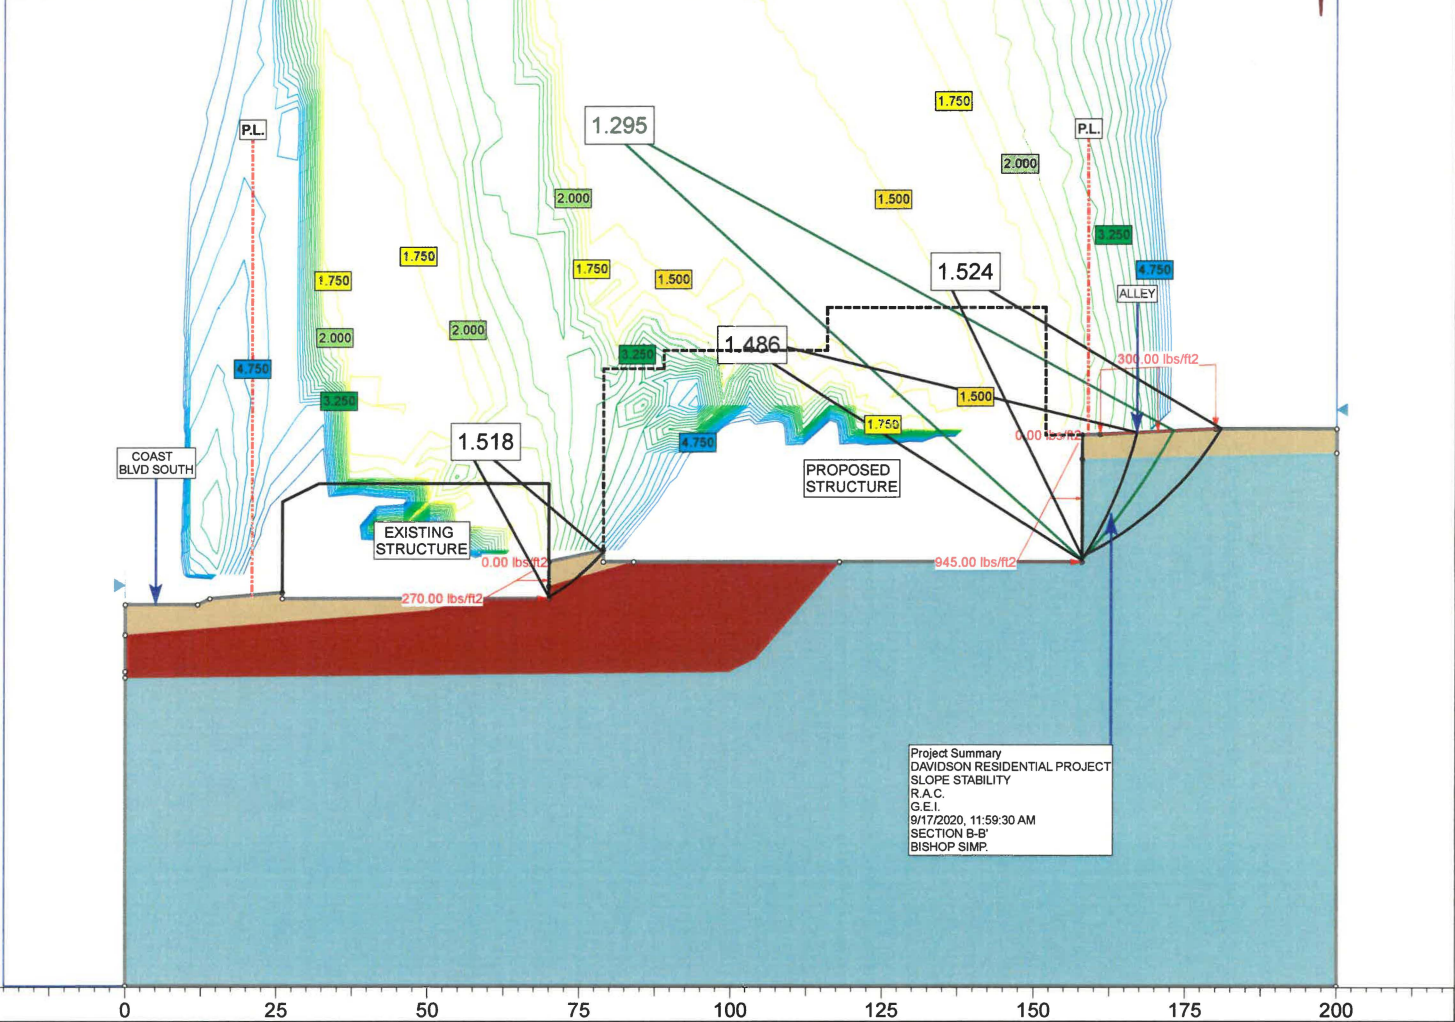 1.750
1.295
P.L.
P.L.
2.000
2.000
1.500
3.250
1.750
1.750
1.750
1.500
1.524
4.750
ALLEY
2.000
2.000
3.250
1.486
300.00 lbs/ft2
4.750
3.250
1.500
1.750
1.518
4.750
0.00 lbs/ft2
COAST
BLVD SOUTH
PROPOSED
STRUCTURE
EXISTING
STRUCTURE
0.00 lbs/ft2
945.00 lbs/ft2
270.00 lbs/ft2
Project Summary
DAVIDSON RESIDENTIAL PROJECT
SLOPE STABILITY
R.A.C.
G.E.I.
9/17/2020, 11:59:30 AM
SECTION B-B'
BISHOP SIMP.
0 25 50 75 100 125 150 175 200